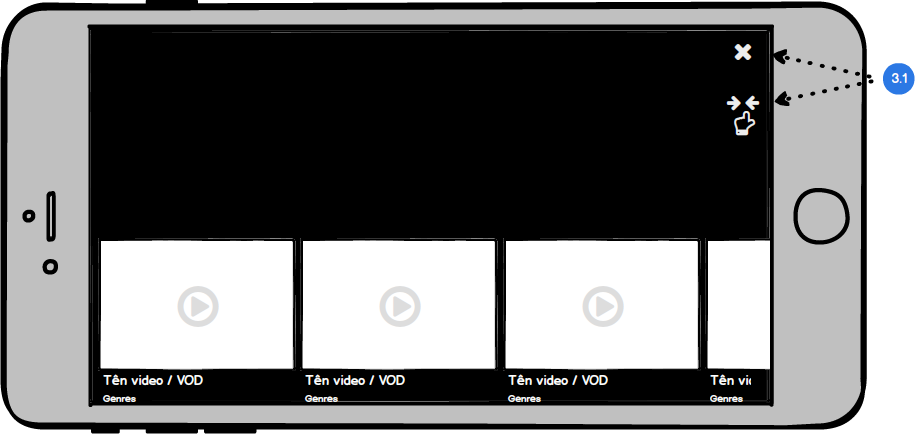 3.1
Tên video / VOD
Genres
Tên video / VOD
Genres
Tên video / VOD
Genres
Tên vi
Genres